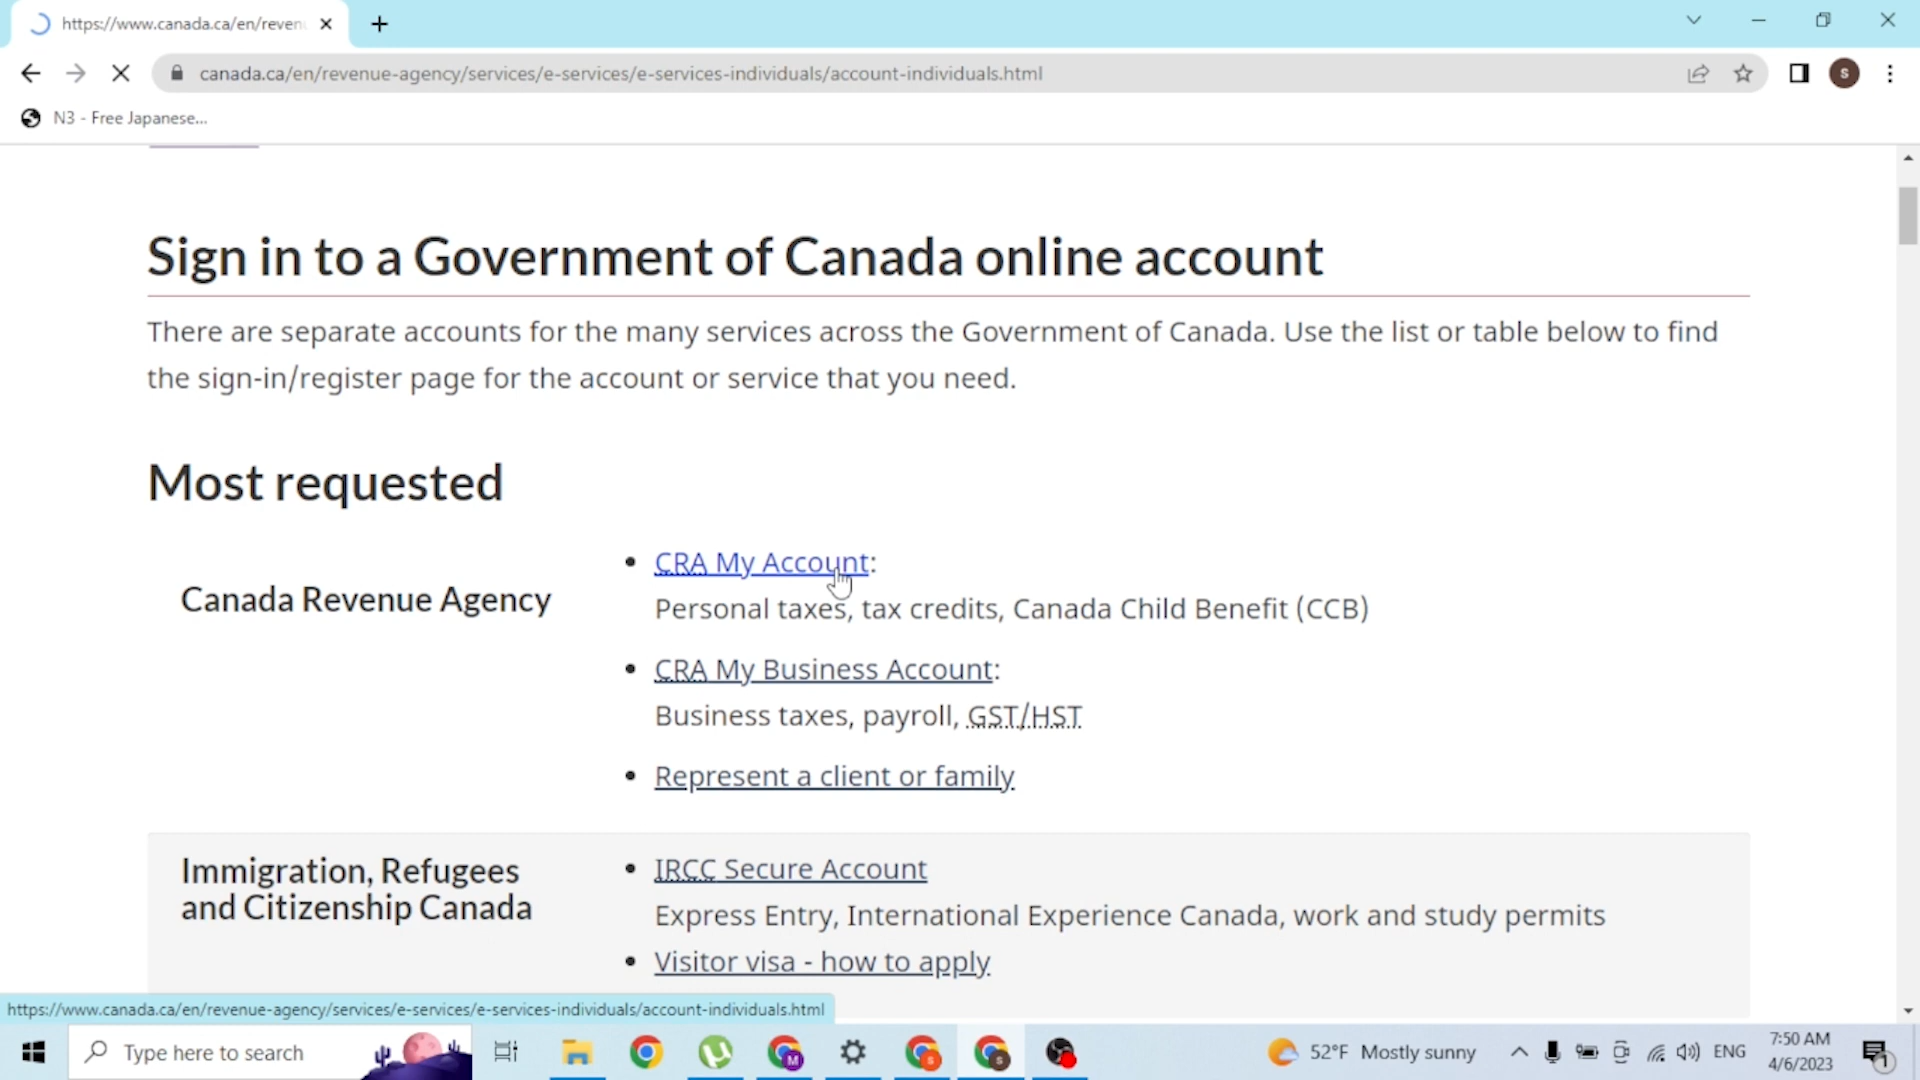 https://www.canada.ca/en/reven
canada.ca/en/revenue-agency/services/e-services/e-services-individuals/account-individuals.html
S
N3 - Free Japanese...
Sign in to a Government of Canada online account
There are separate accounts for the many services across the Government of Canada. Use the list or table below to find
the sign-in/register page for the account or service that you need.
Most requested
Canada Revenue Agency
• CRA My Account:
Personal taxes, tax credits, Canada Child Benefit (CCB)
• CRA My Business Account:
Business taxes, payroll, GST/HST
• Represent a client or family
Immigration, Refugees
and Citizenship Canada
• IRCC Secure Account
Express Entry, International Experience Canada, work and study permits
• Visitor visa - how to apply
https://www.canada.ca/en/revenue-agency/services/e-services/e-services-individuals/account-individuals.html
Type here to search
M
S
S
52°F Mostly sunny
ENG
7:50 AM
4/6/2023
1